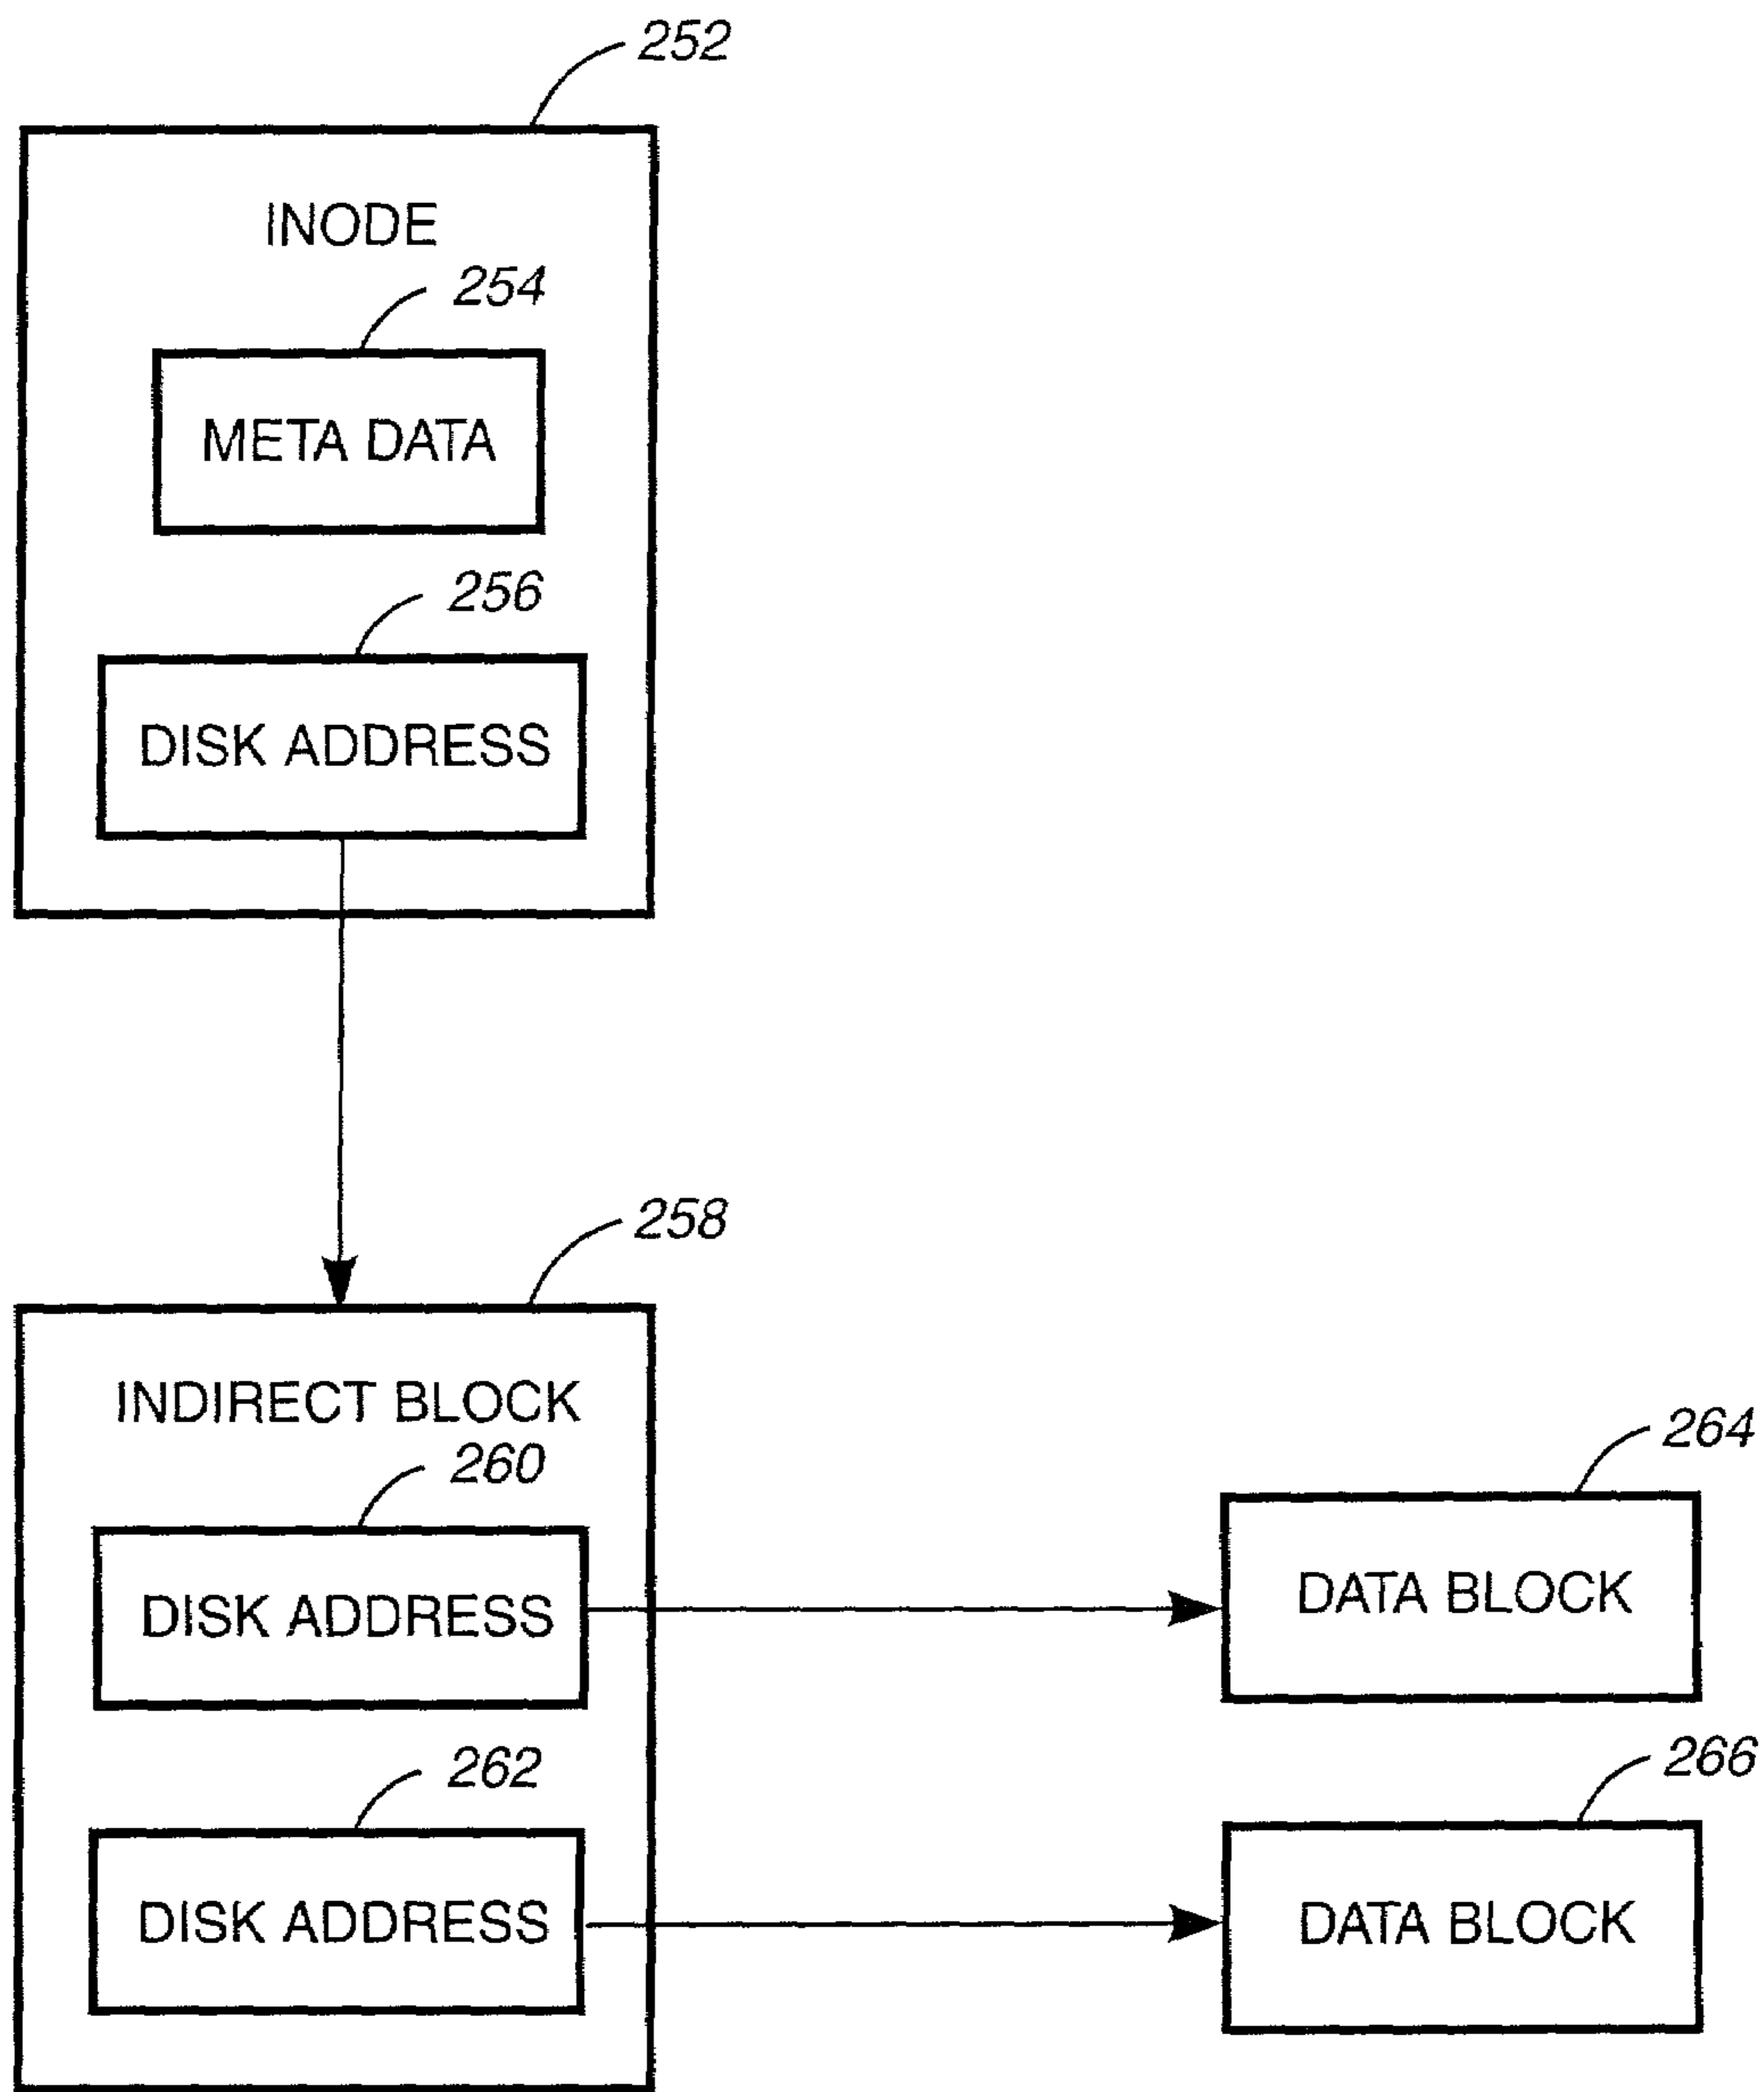 252
INODE
254
META DATA
256
DISK ADDRESS
258
INDIRECT BLOCK
260
DISK ADDRESS
264
DATA BLOCK
262
DISK ADDRESS
266
DATA BLOCK